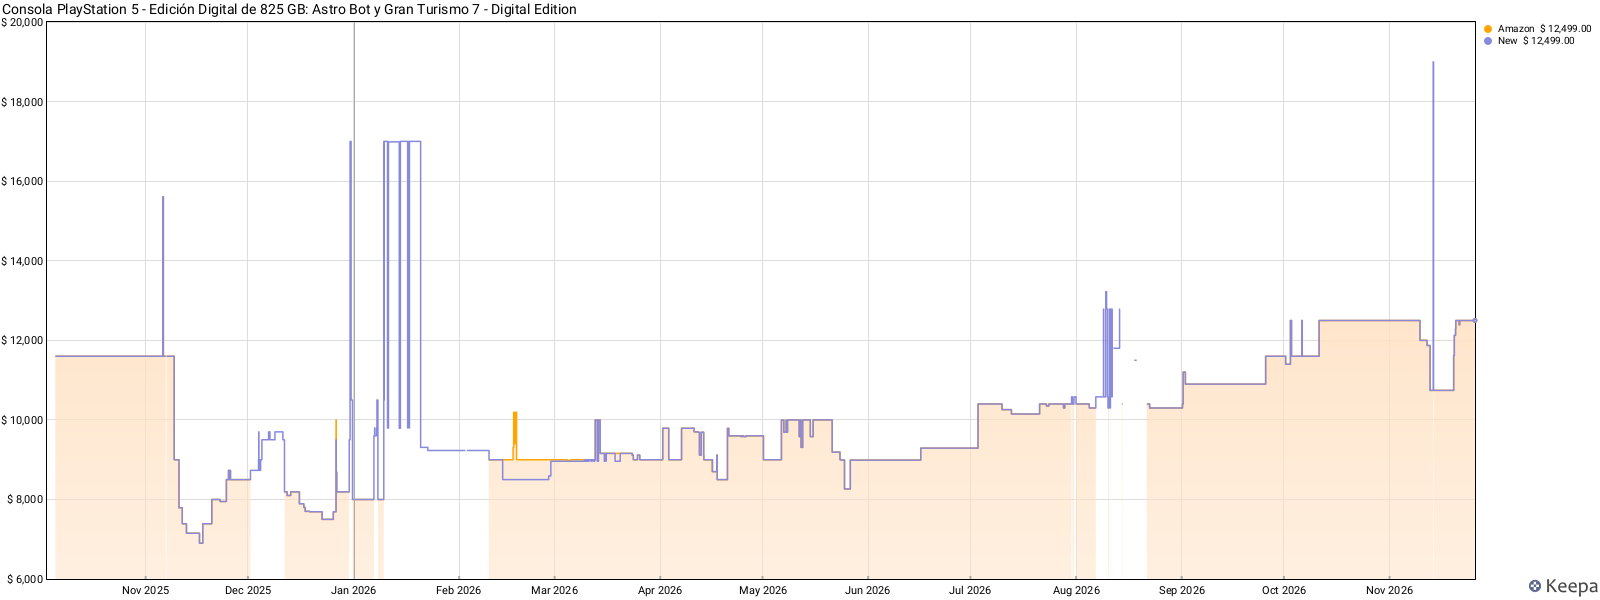 Consola PlayStation 5 - Edición Digital de 825 GB: Astro Bot y Gran Turismo 7 - Digital Edition
$ 20,000
$ 18,000
$ 16,000
$ 14,000
$ 12,000
$ 10,000
$ 8,000
$ 6,000
Amazon $ 12,499.00
New $ 12,499.00
Nov 2025 Dec 2025 Jan 2026 Feb 2026 Mar 2026 Apr 2026 May 2026 Jun 2026 Jul 2026 Aug 2026 Sep 2026 Oct 2026 Nov 2026
Keepa